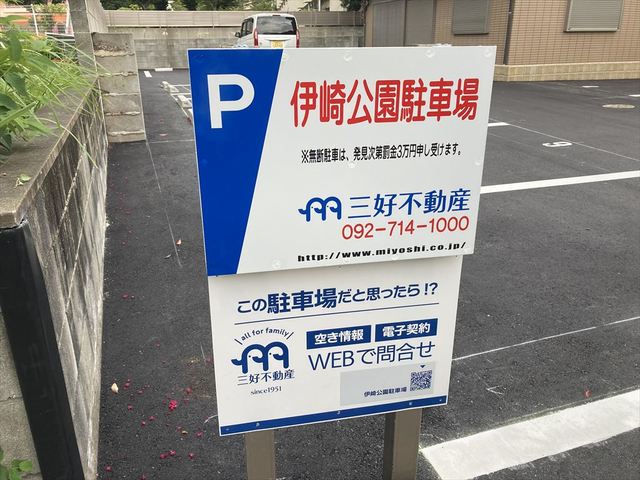 P
伊崎公園駐車場
※無断駐車は、発見次第罰金3万円申し受けます。
三好不動産
092-714-1000
http://www.miyoshi.co.jp/
この駐車場だと思ったら!?
all for family
三好不動産
since1951
空き情報 電子契約
WEBで問合せ
伊崎公園駐車場
9